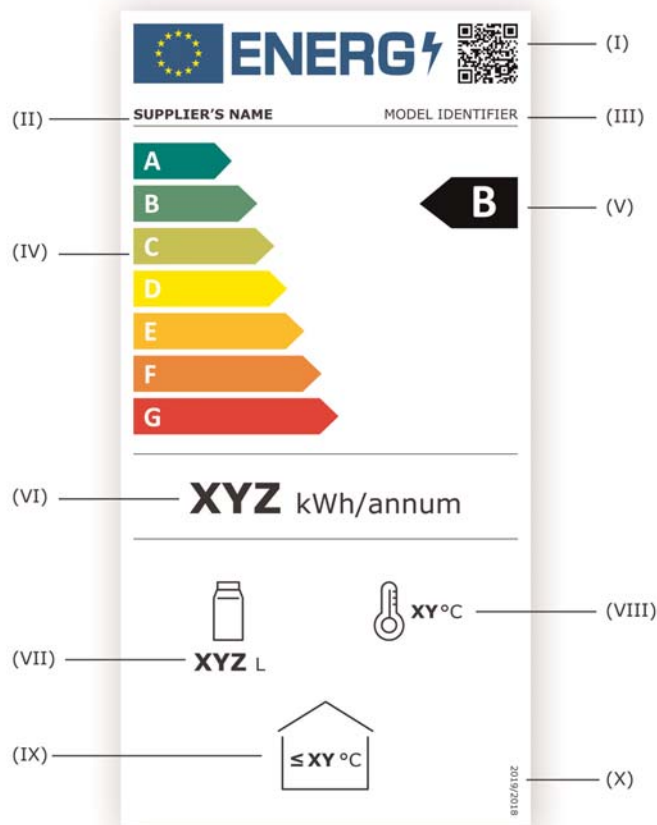 ENERG
(I)
(II)
SUPPLIER'S NAME
MODEL IDENTIFIER
(III)
A
B
B
(V)
(IV)
C
D
E
F
G
(VI)
XYZ kWh/annum
XY°C
(VIII)
(VII)
XYZ L
(IX)
≤ XY °C
2019/2018
(X)